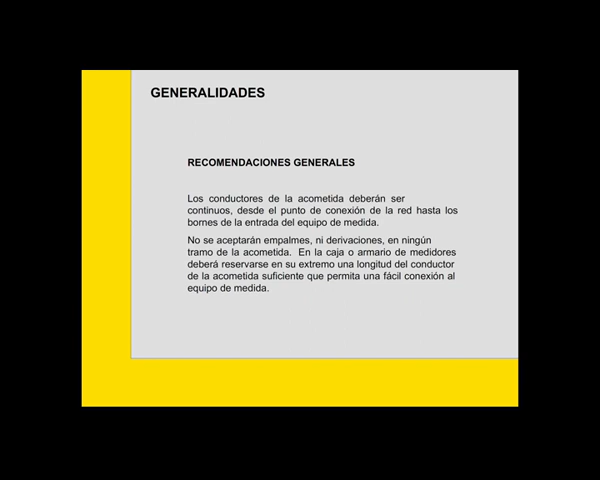 GENERALIDADES
RECOMENDACIONES GENERALES
Los conductores de la acometida deberán ser
continuos, desde el punto de conexión de la red hasta los
bornes de la entrada del equipo de medida.
No se aceptarán empalmes, ni derivaciones, en ningún
tramo de la acometida. En la caja o armario de medidores
deberá reservarse en su extremo una longitud del conductor
de la acometida suficiente que permita una fácil conexión al
equipo de medida.